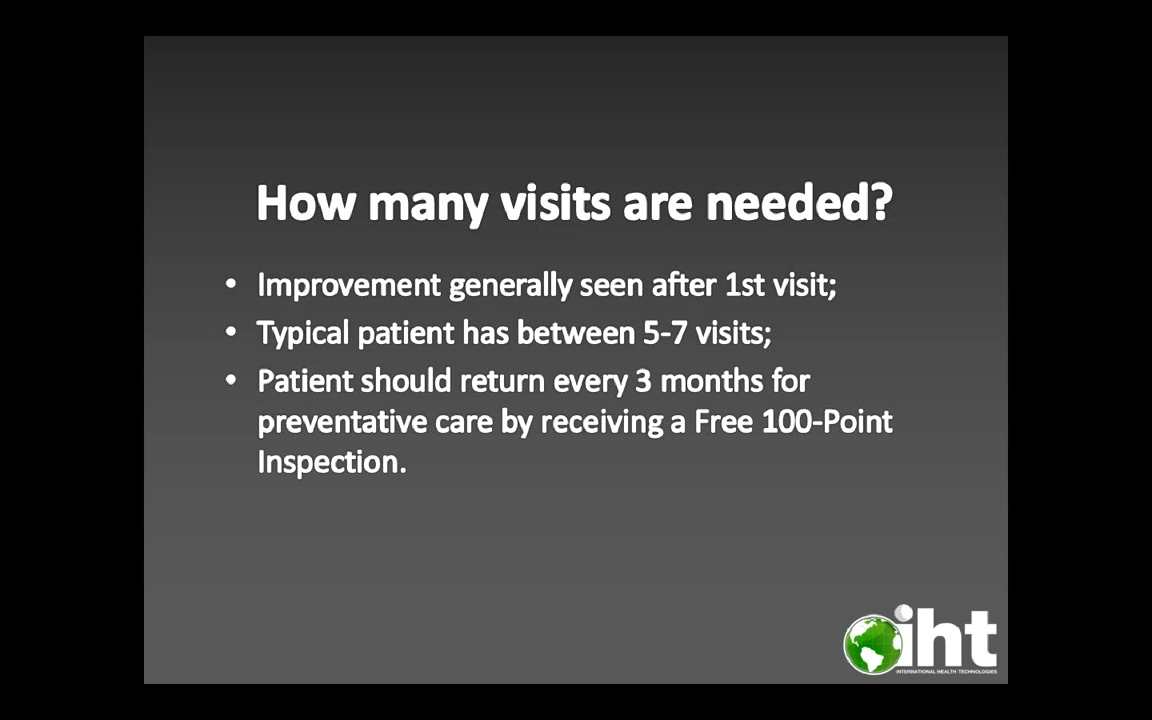 How many visits are needed?
• Improvement generally seen after 1st visit;
• Typical patient has between 5-7 visits;
• Patient should return every 3 months for
preventative care by receiving a Free 100-Point
Inspection.
iht
INTERNATIONAL HEALTH TECHNOLOGIES